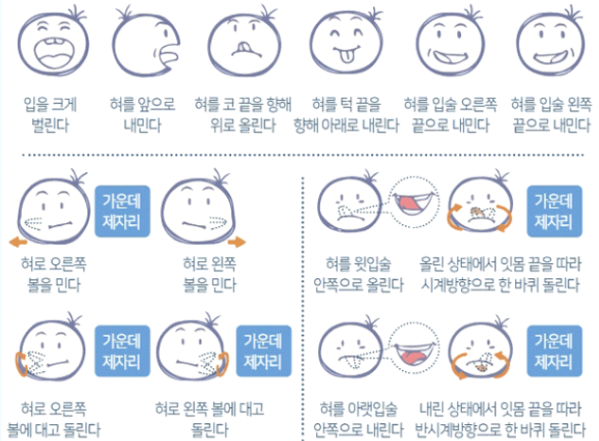 입을 크게
벌린다
혀를 앞으로
내민다
혀를 코 끝을 향해
위로 올린다
혀를 턱 끝을
향해 아래로 내린다
혀를 입술 오른쪽
끝으로 내민다
혀를 입술 왼쪽
끝으로 내민다
가운데
제자리
혀로 오른쪽
볼을 민다
혀로 왼쪽
볼을 민다
가운데
제자리
혀를 윗입술
안쪽으로 올린다
올린 상태에서 잇몸 끝을 따라
시계방향으로 한 바퀴 돌린다
가운데
제자리
가운데
제자리
혀로 오른쪽
볼에 대고 돌린다
혀로 왼쪽 볼에 대고
돌린다
가운데
제자리
혀를 아랫입술
안쪽으로 내린다
내린 상태에서 잇몸 끝을 따라
반시계방향으로 한 바퀴 돌린다